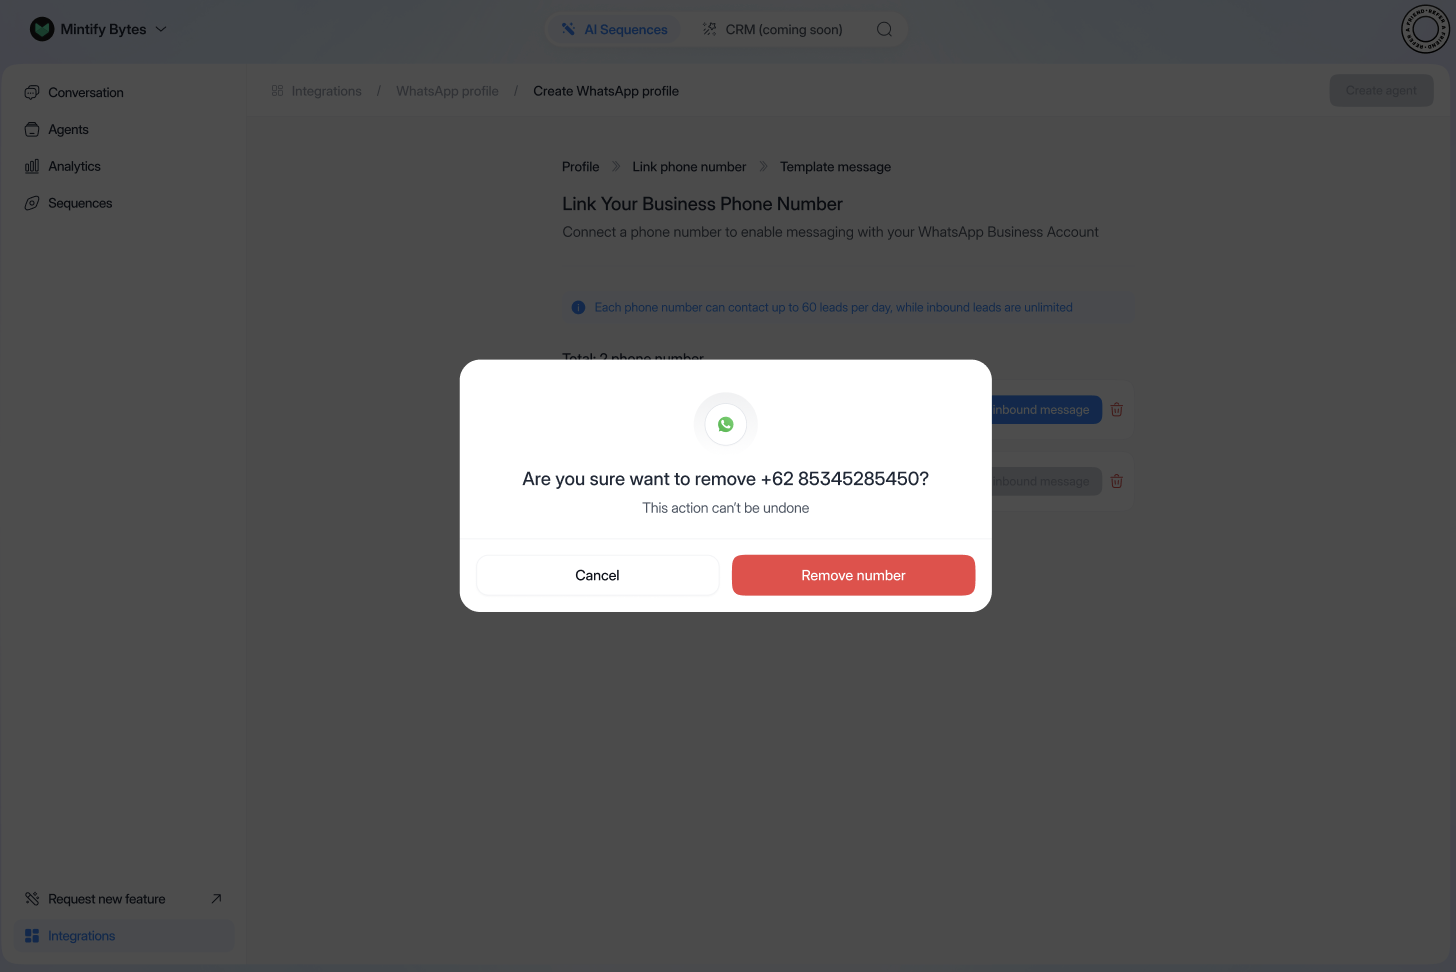 Mintify Bytes
AI Sequences
CRM (coming soon)
REFER A FRIEND • REFER A FRIEND •
Conversation
Agents
Analytics
Sequences
Integrations / WhatsApp profile / Create WhatsApp profile
Create agent
Profile
Link phone number
Template message
Link Your Business Phone Number
Connect a phone number to enable messaging with your WhatsApp Business Account
Each phone number can contact up to 60 leads per day, while inbound leads are unlimited
Total: 2 phone number
inbound message
inbound message
Are you sure want to remove +62 85345285450?
This action can't be undone
Cancel
Remove number
Request new feature
Integrations